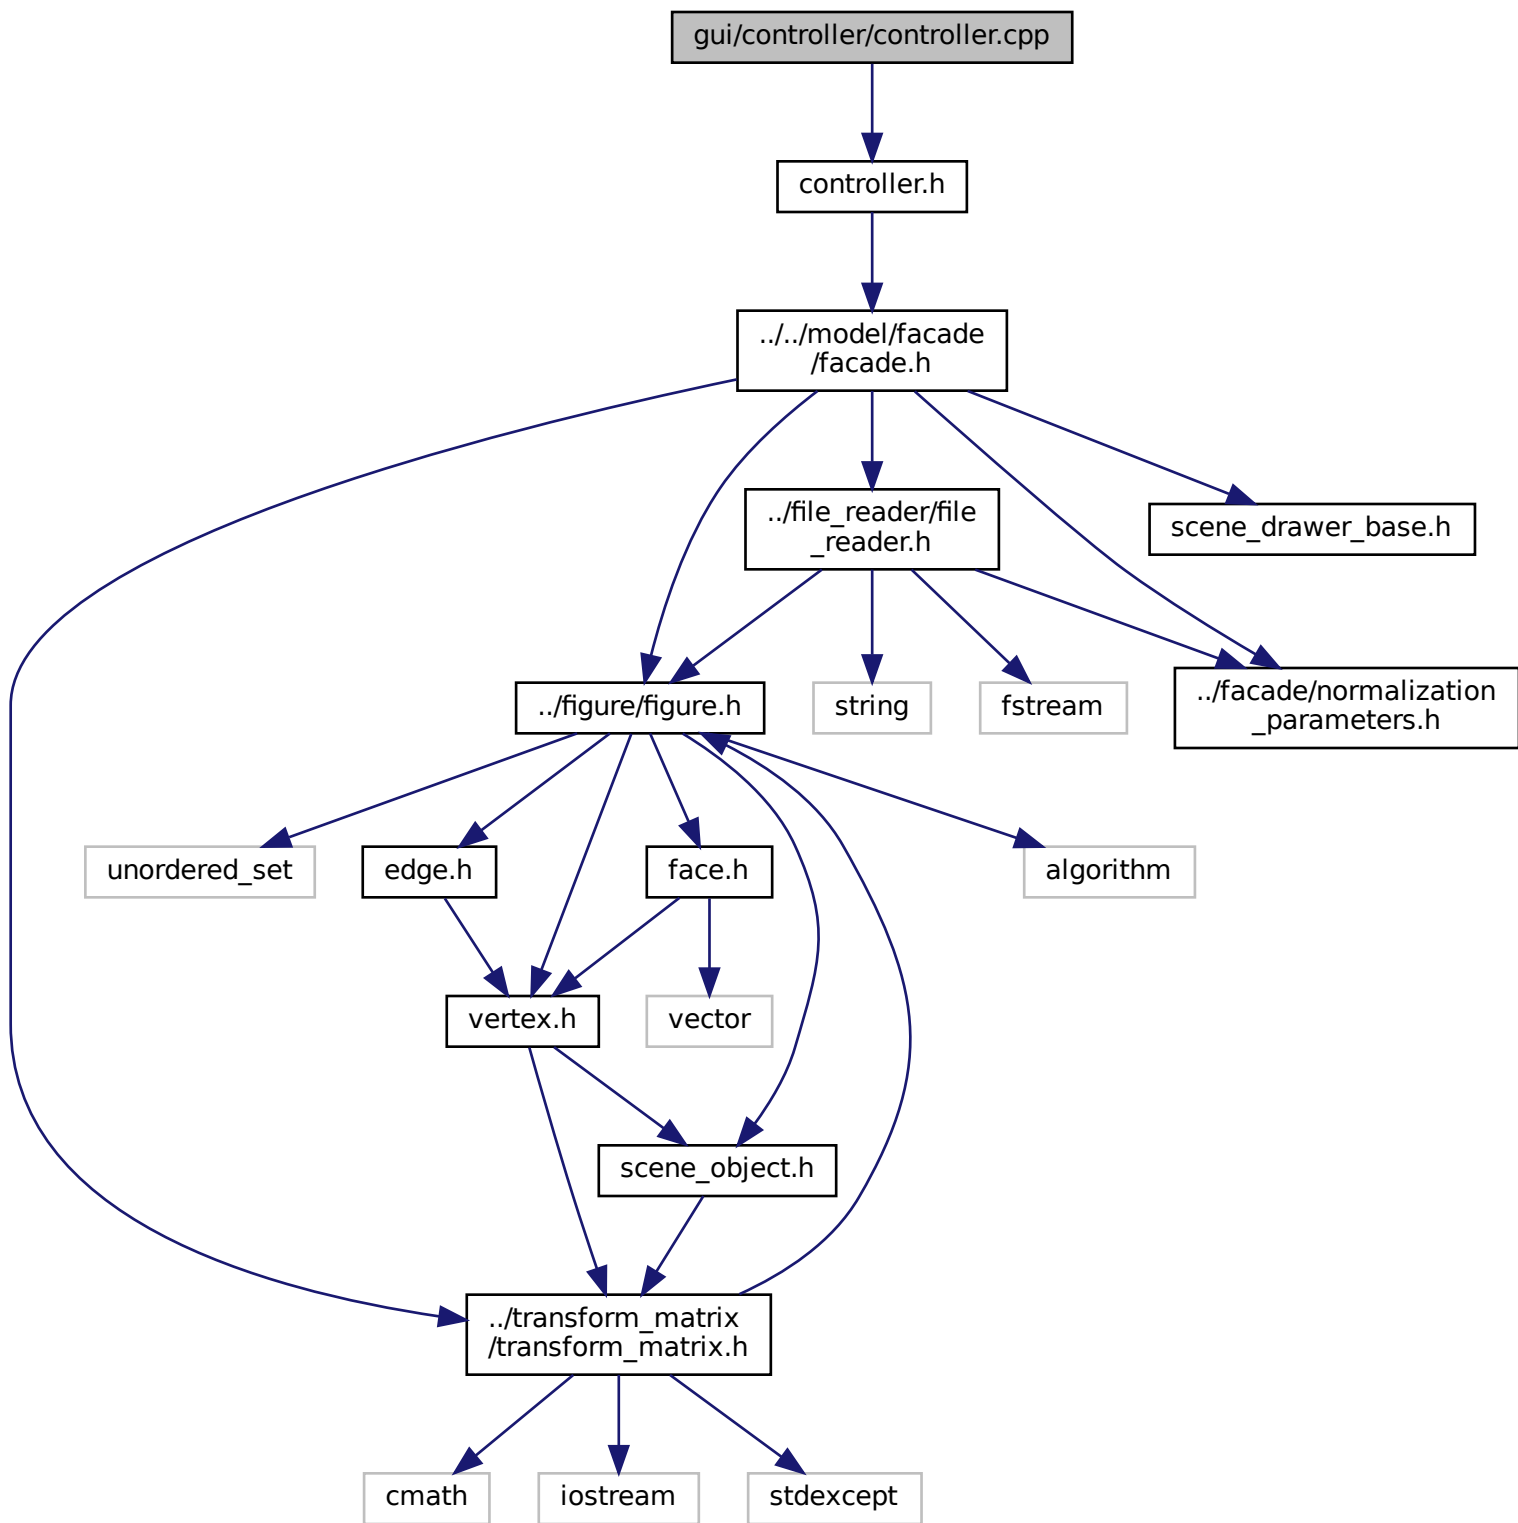 gui/controller/controller.cpp
controller.h
../../model/facade
/facade.h
../file_reader/file
_reader.h
scene_drawer_base.h
../figure/figure.h
string
fstream
../facade/normalization
_parameters.h
unordered_set
edge.h
face.h
algorithm
vertex.h
vector
scene_object.h
../transform_matrix
/transform_matrix.h
cmath
iostream
stdexcept